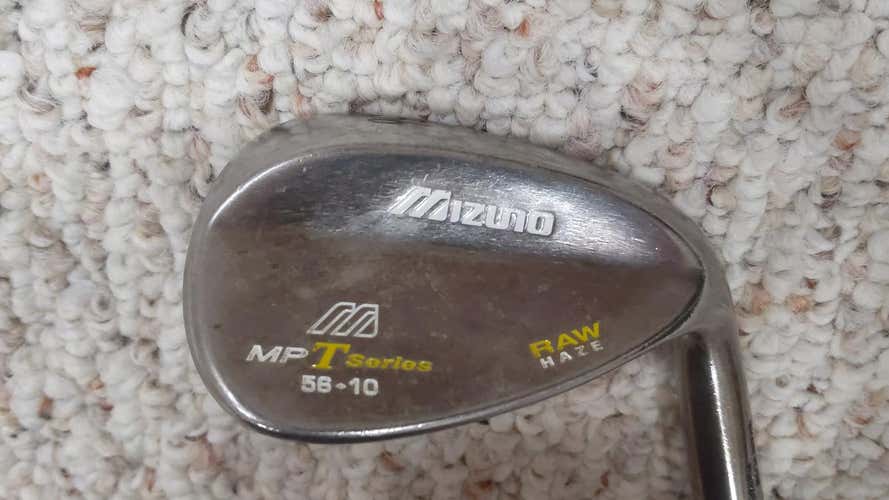 MIZUNO
MP T Series
56•10
RAW
HAZE